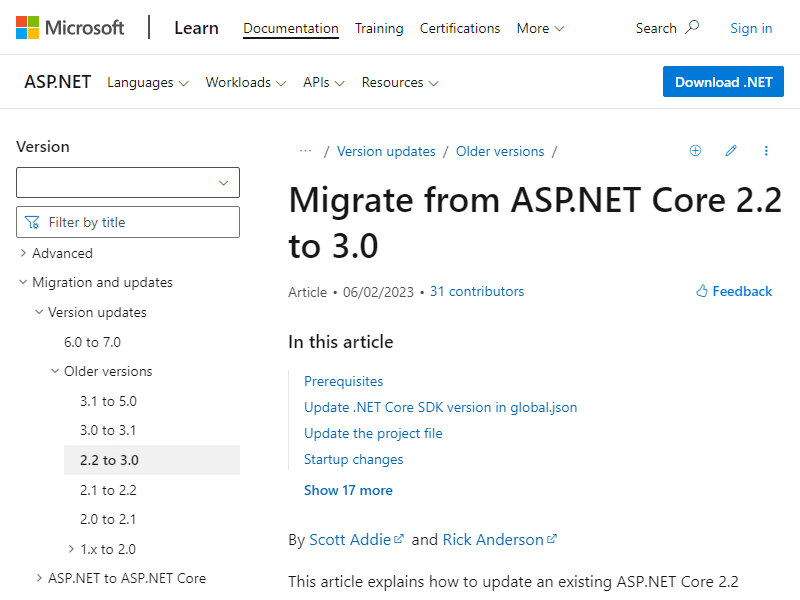 Microsoft
Learn
Documentation
Training
Certifications
More
Search
Sign in
ASP.NET
Languages
Workloads
APIs
Resources
Download .NET
Version
Filter by title
Advanced
Migration and updates
Version updates
6.0 to 7.0
Older versions
3.1 to 5.0
3.0 to 3.1
2.2 to 3.0
2.1 to 2.2
2.0 to 2.1
1.x to 2.0
ASP.NET to ASP.NET Core
… / Version updates / Older versions /
Migrate from ASP.NET Core 2.2
to 3.0
Article • 06/02/2023 • 31 contributors
Feedback
In this article
Prerequisites
Update .NET Core SDK version in global.json
Update the project file
Startup changes
Show 17 more
By Scott Addie and Rick Anderson
This article explains how to update an existing ASP.NET Core 2.2